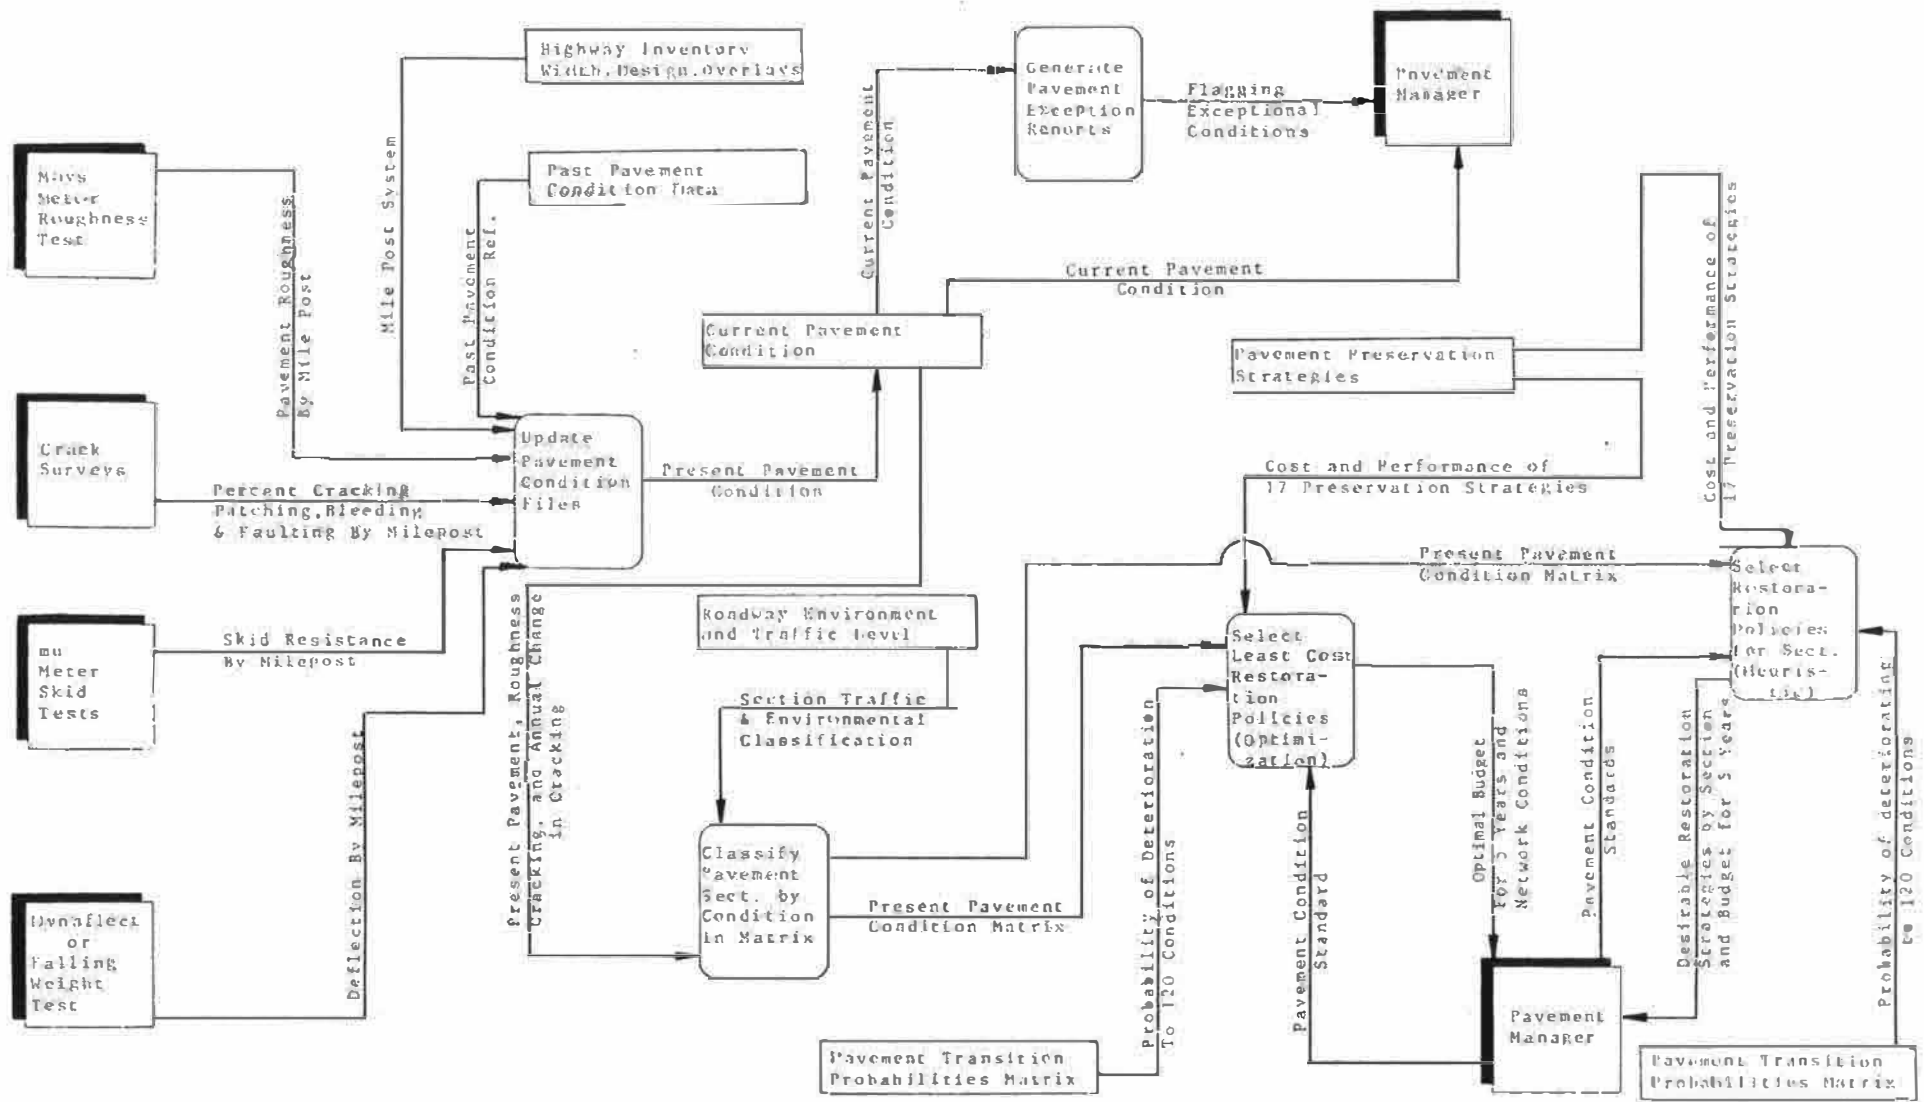 Highway Inventory
Width, Design, Overlays
Mile Post System
Past Pavement
Condition Data
Past Pavement
Condition Ref.
Mays
Meter
Roughness
Test
Pavement Roughness
By Mile Post
Crack
Surveys
Percent Cracking
Patching, Bleeding
& Faulting By Milepost
mu
Meter
Skid
Tests
Skid Resistance
By Milepost
Dynaflect
or
Falling
Weight
Test
Deflection By Milepost
Update
Pavement
Condition
Files
Present Pavement
Condition
Current Pavement
Condition
Current Pavement
Condition
Generate
Pavement
Exception
Reports
Flagging
Exceptional
Conditions
Pavement
Manager
Current Pavement
Condition
Pavement Preservation
Strategies
Cost and Performance of
17 Preservation Strategies
Cost and Performance of
17 Preservation Strategies
Present Pavement, Roughness
Cracking, and Annual Change
in Cracking
Roadway Environment
and Traffic Level
Section Traffic
& Environmental
Classification
Classify
Pavement
Sect. by
Condition
in Matrix
Present Pavement
Condition Matrix
Present Pavement
Condition Matrix
Select
Least Cost
Restora-
tion
Policies
(Optimi-
zation)
Select
Restora-
tion
Policies
for Sect.
(Heuris-
tic)
Probability of Deterioration
To 120 Conditions
Pavement Transition
Probabilities Matrix
Pavement Condition
Standard
Optimal Budget
For 5 Years and
Network Conditions
Pavement Condition
Standards
Desirable Restoration
Strategies by Section
and Budget for 5 Years
Pavement
Manager
Probability of deteriorating
to 120 Conditions
Pavement Transition
Probabilities Matrix